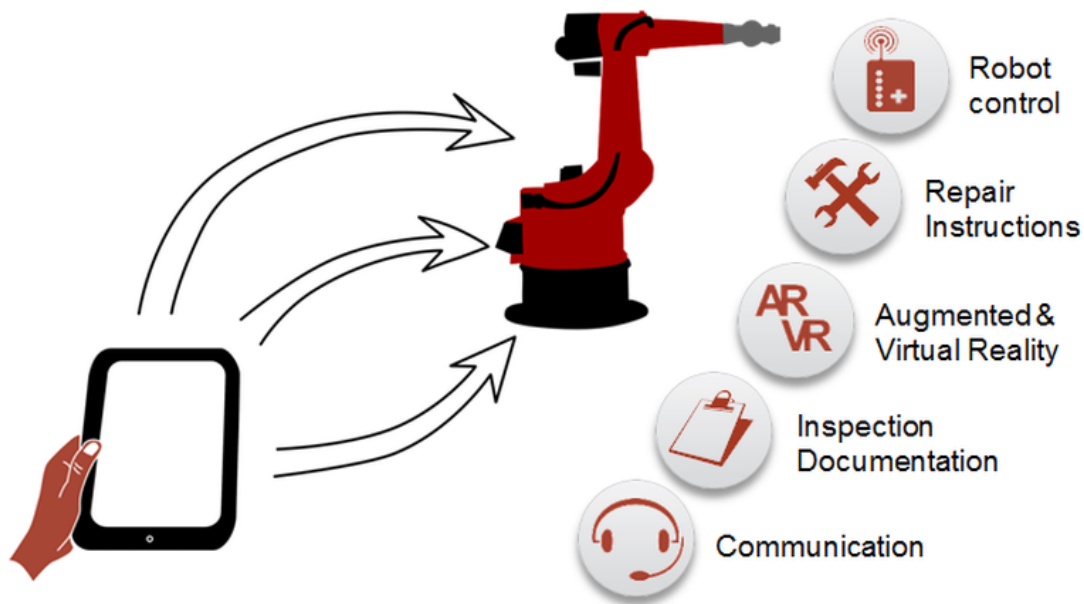 Robot
control
Repair
Instructions
AR
VR
Augmented &
Virtual Reality
Inspection
Documentation
Communication